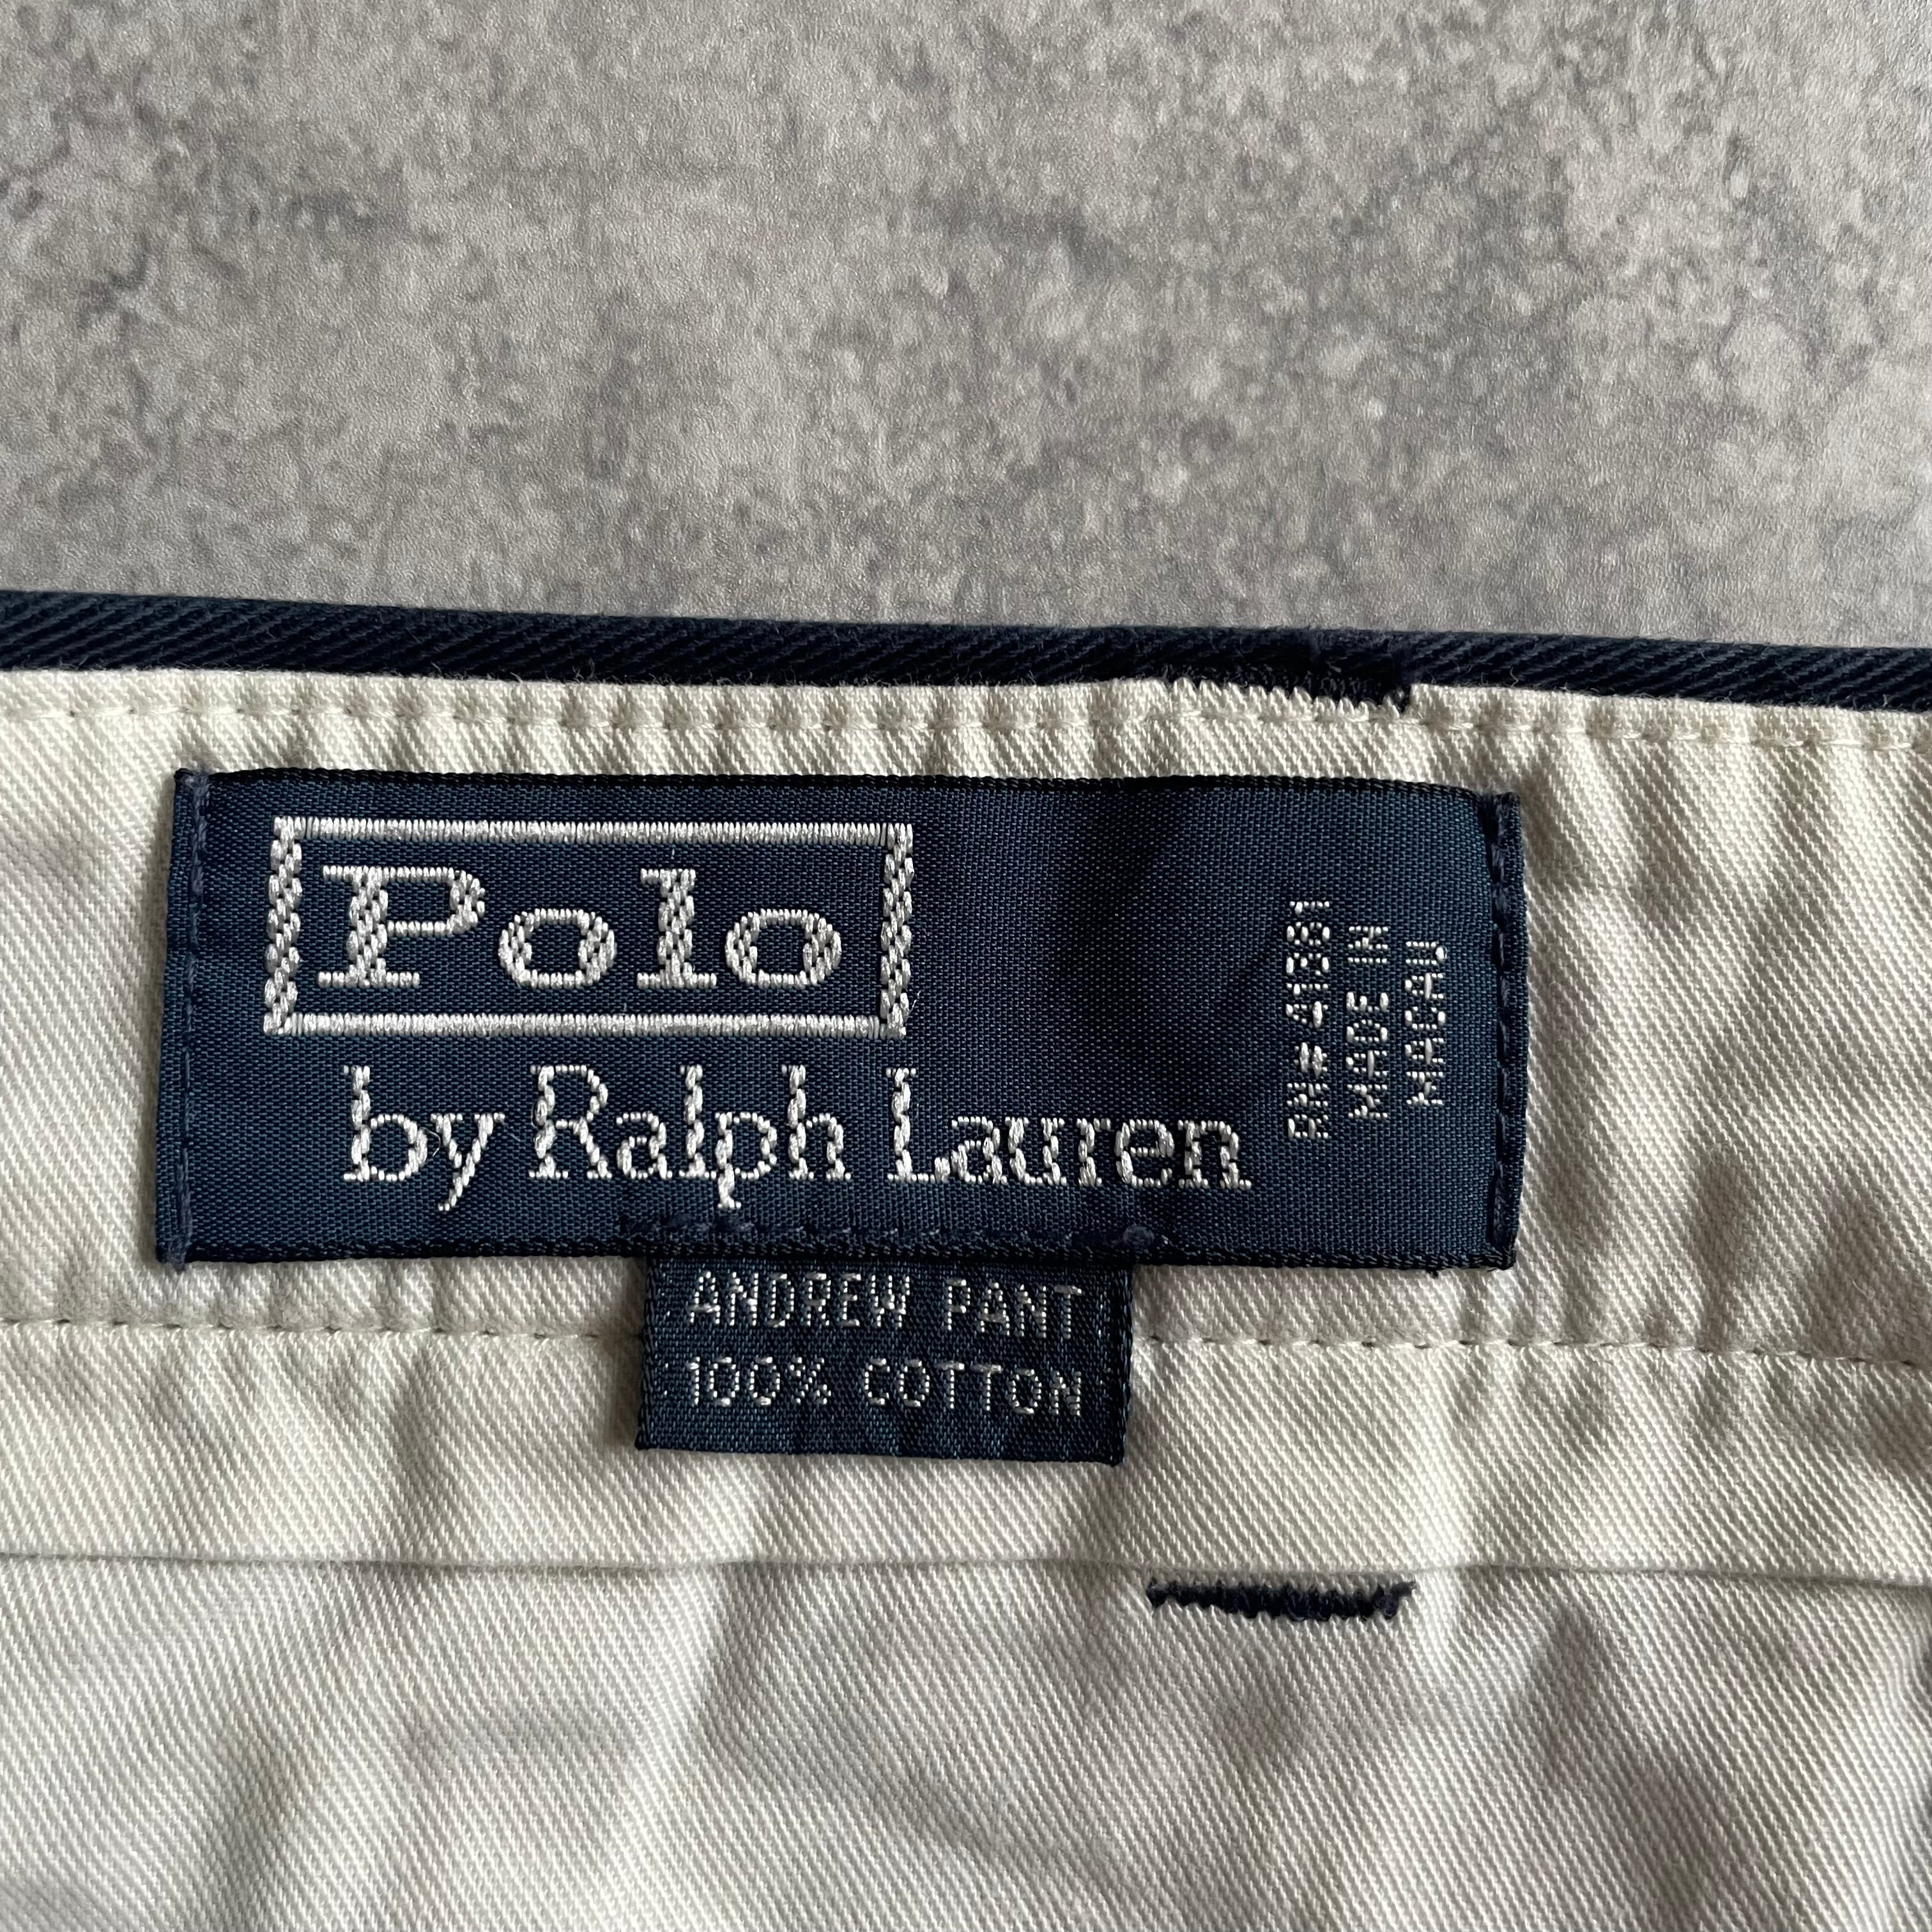 Polo
by Ralph Lauren
RN# 41381
MADE IN
MACAU
ANDREW PANT
100% COTTON